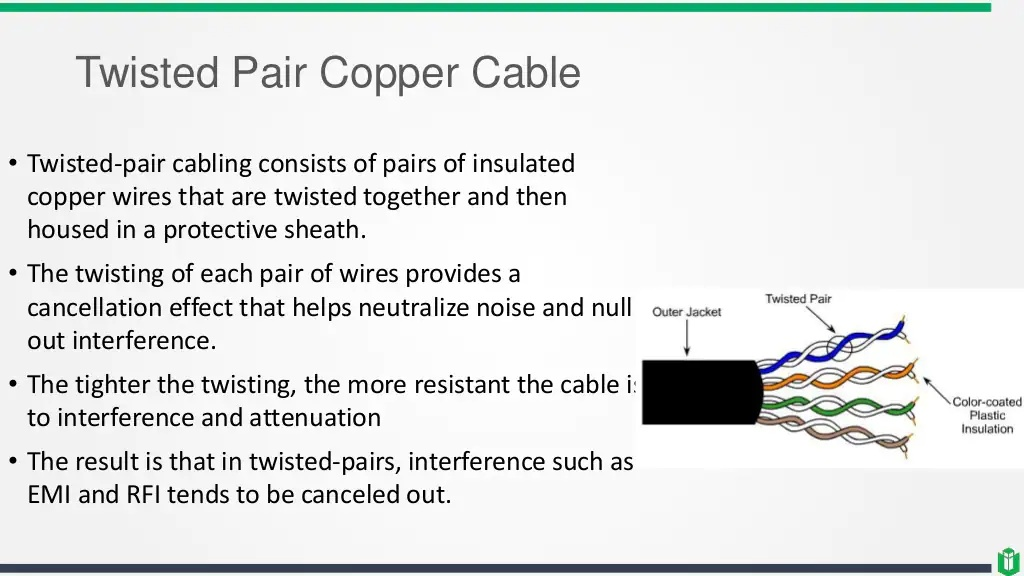 Twisted Pair Copper Cable
• Twisted-pair cabling consists of pairs of insulated
copper wires that are twisted together and then
housed in a protective sheath.
• The twisting of each pair of wires provides a
cancellation effect that helps neutralize noise and null
out interference.
• The tighter the twisting, the more resistant the cable is
to interference and attenuation
• The result is that in twisted-pairs, interference such as
EMI and RFI tends to be canceled out.
Twisted Pair
Outer Jacket
Color-coated
Plastic
Insulation